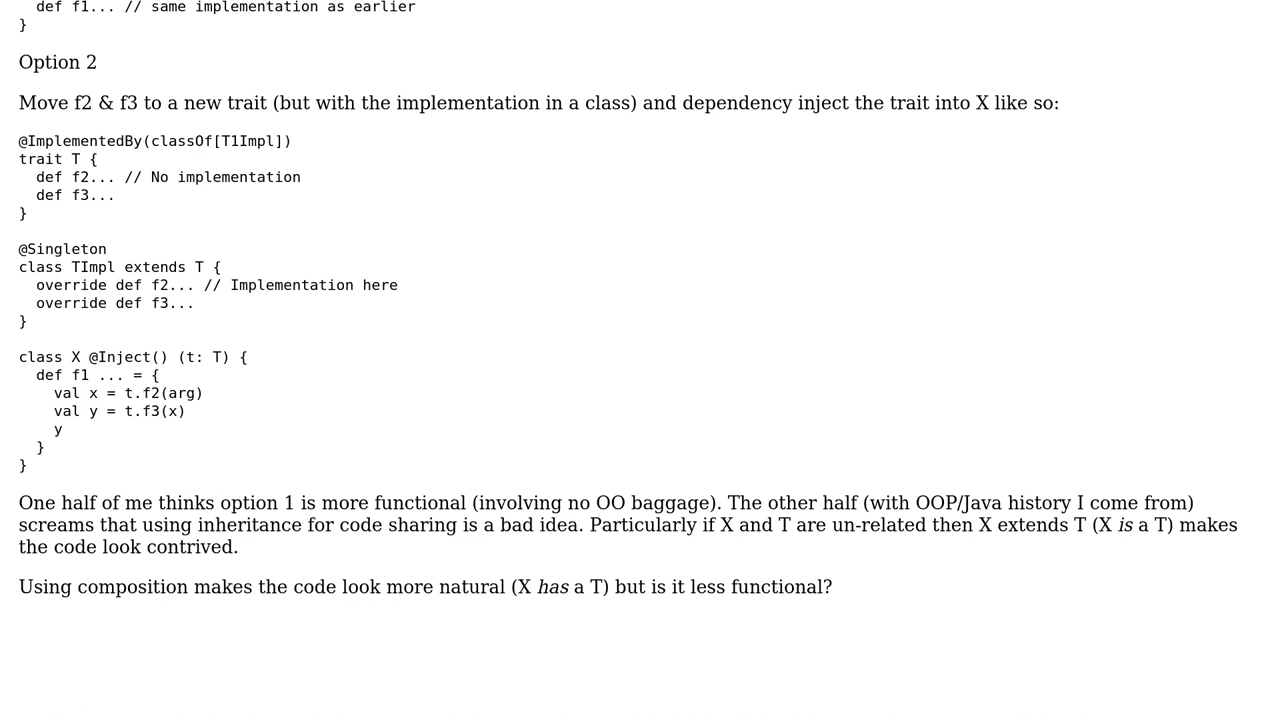 def f1... // same implementation as earlier
}
Option 2
Move f2 & f3 to a new trait (but with the implementation in a class) and dependency inject the trait into X like so:
@ImplementedBy(classOf[T1Impl])
trait T {
  def f2... // No implementation
  def f3...
}
@Singleton
class TImpl extends T {
  override def f2... // Implementation here
  override def f3...
}
class X @Inject() (t: T) {
  def f1 ... = {
    val x = t.f2(arg)
    val y = t.f3(x)
    y
  }
}
One half of me thinks option 1 is more functional (involving no OO baggage). The other half (with OOP/Java history I come from)
screams that using inheritance for code sharing is a bad idea. Particularly if X and T are un-related then X extends T (X is a T) makes
the code look contrived.
Using composition makes the code look more natural (X has a T) but is it less functional?